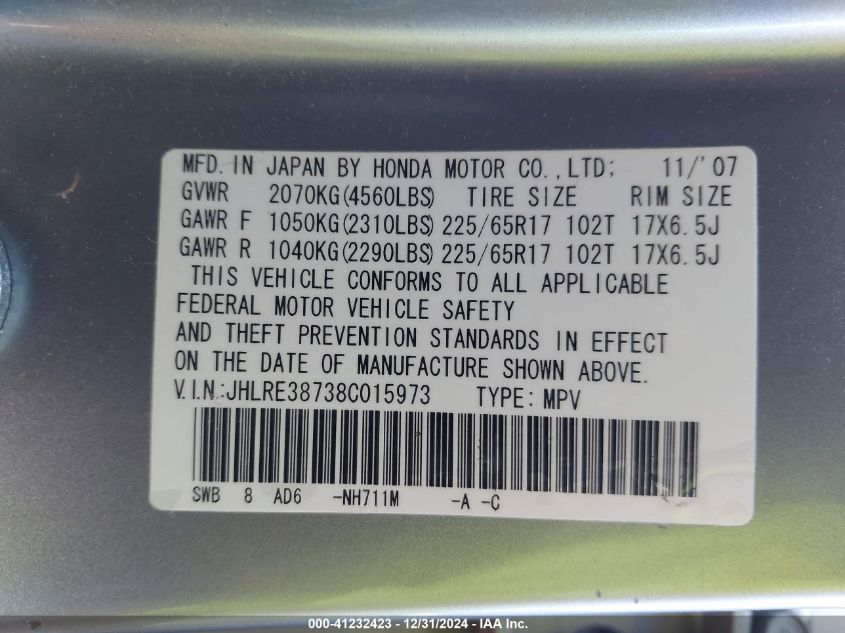 MFD. IN JAPAN BY HONDA MOTOR CO., LTD; 11/'07
GVWR 2070KG(4560LBS) TIRE SIZE RIM SIZE
GAWR F 1050KG(2310LBS) 225/65R17 102T 17X6.5J
GAWR R 1040KG(2290LBS) 225/65R17 102T 17X6.5J
THIS VEHICLE CONFORMS TO ALL APPLICABLE
FEDERAL MOTOR VEHICLE SAFETY
AND THEFT PREVENTION STANDARDS IN EFFECT
ON THE DATE OF MANUFACTURE SHOWN ABOVE.
V.I.N.:JHLRE38738C015973 TYPE: MPV
SWB 8 AD6 -NH711M -A -C
000-41232423 - 12/31/2024 - IAA Inc.